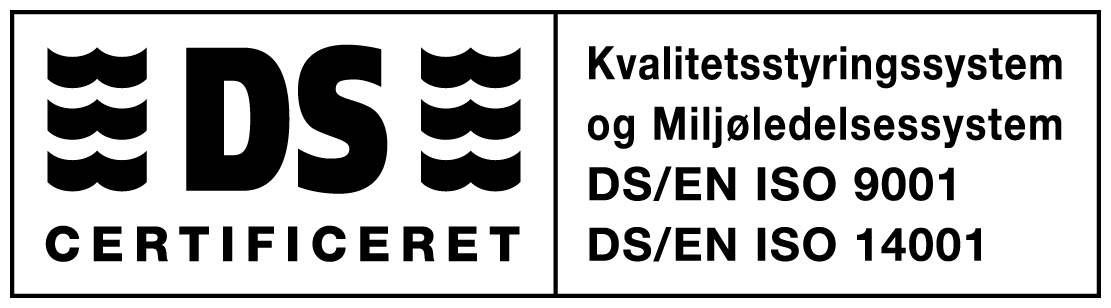 DS
CERTIFICERET
Kvalitetsstyringssystem
og Miljøledelsessystem
DS/EN ISO 9001
DS/EN ISO 14001